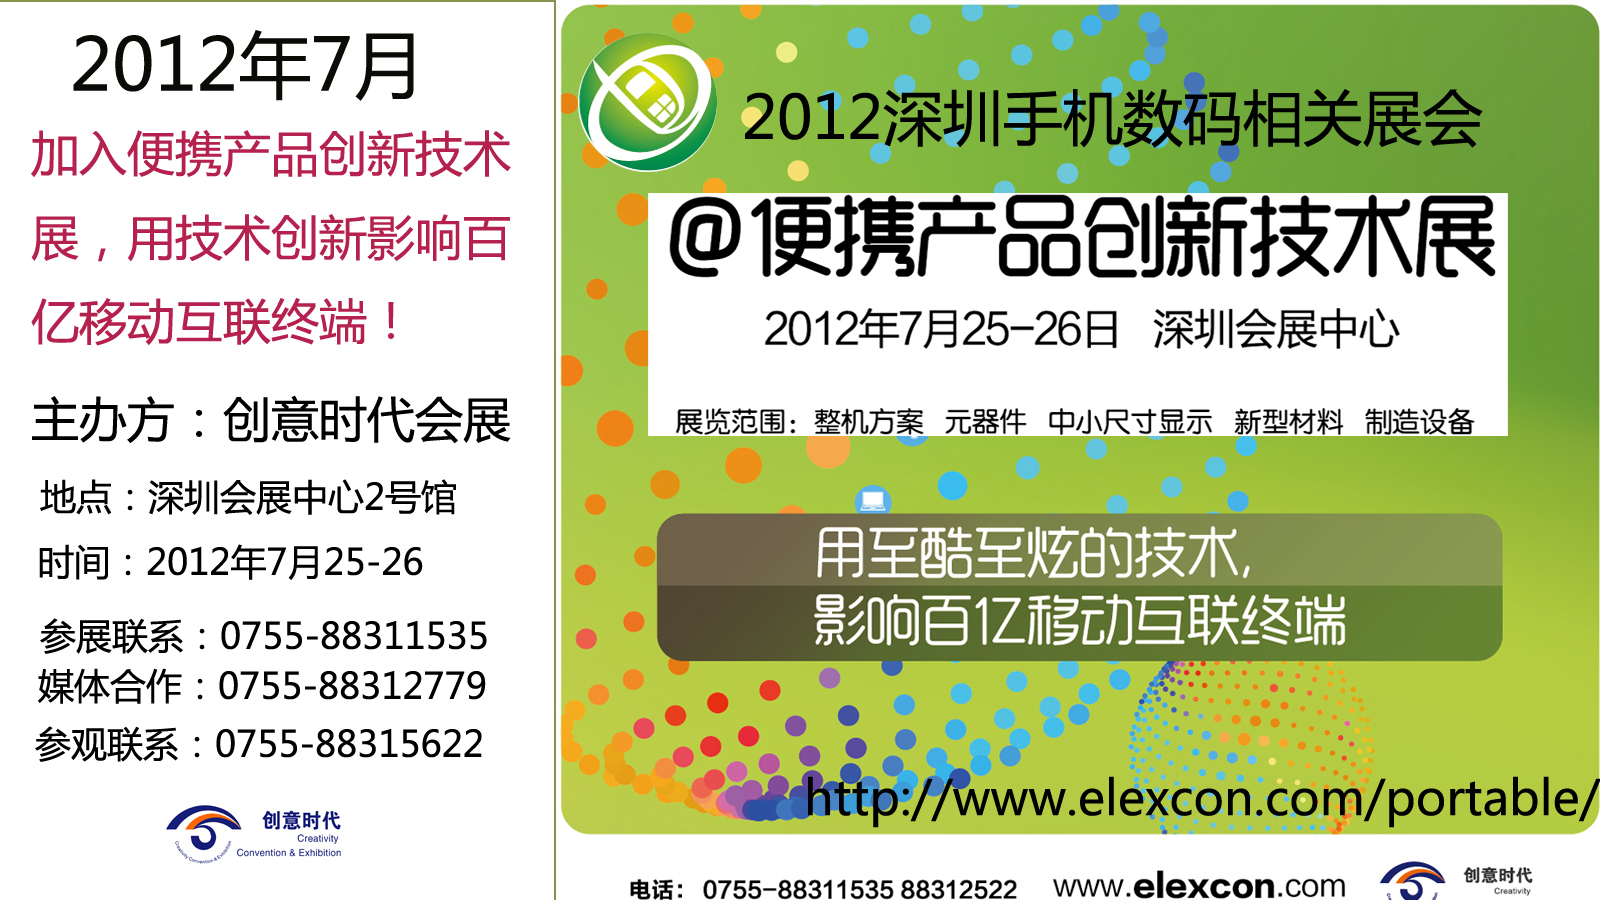 2012年7月
加入便携产品创新技术
展，用技术创新影响百
亿移动互联终端！
主办方：创意时代会展
地点：深圳会展中心2号馆
时间：2012年7月25-26
参展联系：0755-88311535
媒体合作：0755-88312779
参观联系：0755-88315622
创意时代
Creativity
Convention & Exhibition
Creativity Convention & Exhibition
2012深圳手机数码相关展会
@便携产品创新技术展
2012年7月25-26日 深圳会展中心
展览范围：整机方案 元器件 中小尺寸显示 新型材料 制造设备
用至酷至炫的技术,
影响百亿移动互联终端
http://www.elexcon.com/portable/
电话： 0755-88311535 88312522
www.elexcon.com
创意时代
Creativity